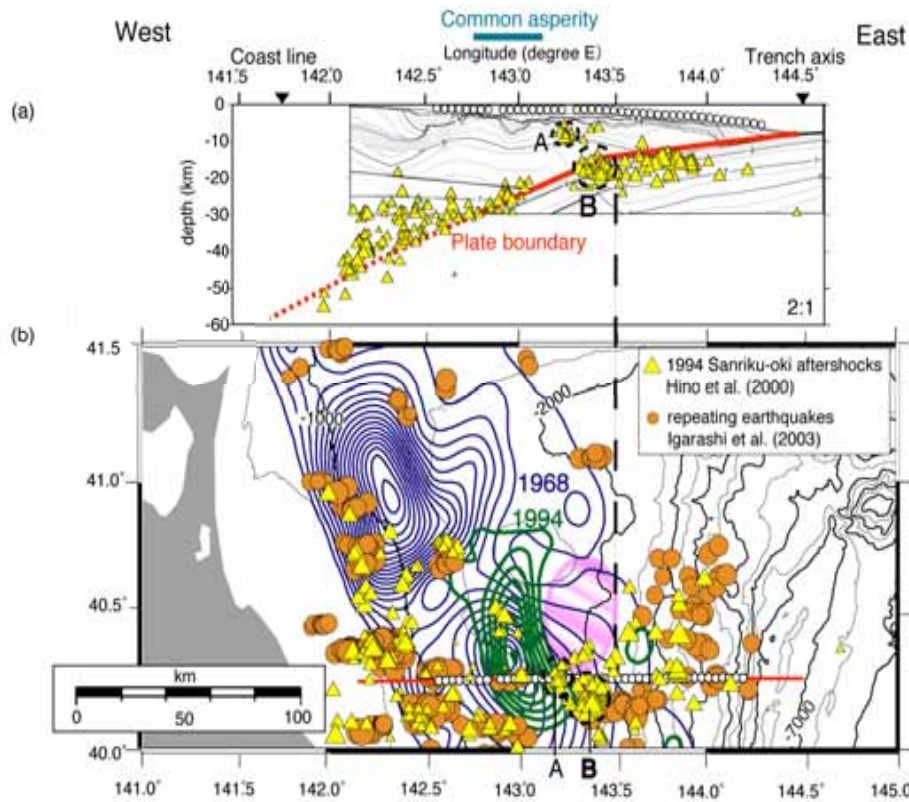 Common asperity
West
East
Coast line
Longitude (degree E)
Trench axis
141.5 142.0° 142.5° 143.0° 143.5° 144.0° 144.5°
(a)
0
-10
-20
-30
-40
-50
-60
depth (km)
A
B
Plate boundary
2:1
(b)
41.5°
41.0°
40.5°
40.0°
1994 Sanriku-oki aftershocks
Hino et al. (2000)
repeating earthquakes
Igarashi et al. (2003)
-1000
-2000
1968
1994
-7000
km
0 50 100
A B
141.0° 141.5° 142.0° 142.5° 143.0° 143.5° 144.0° 144.5° 145.0°